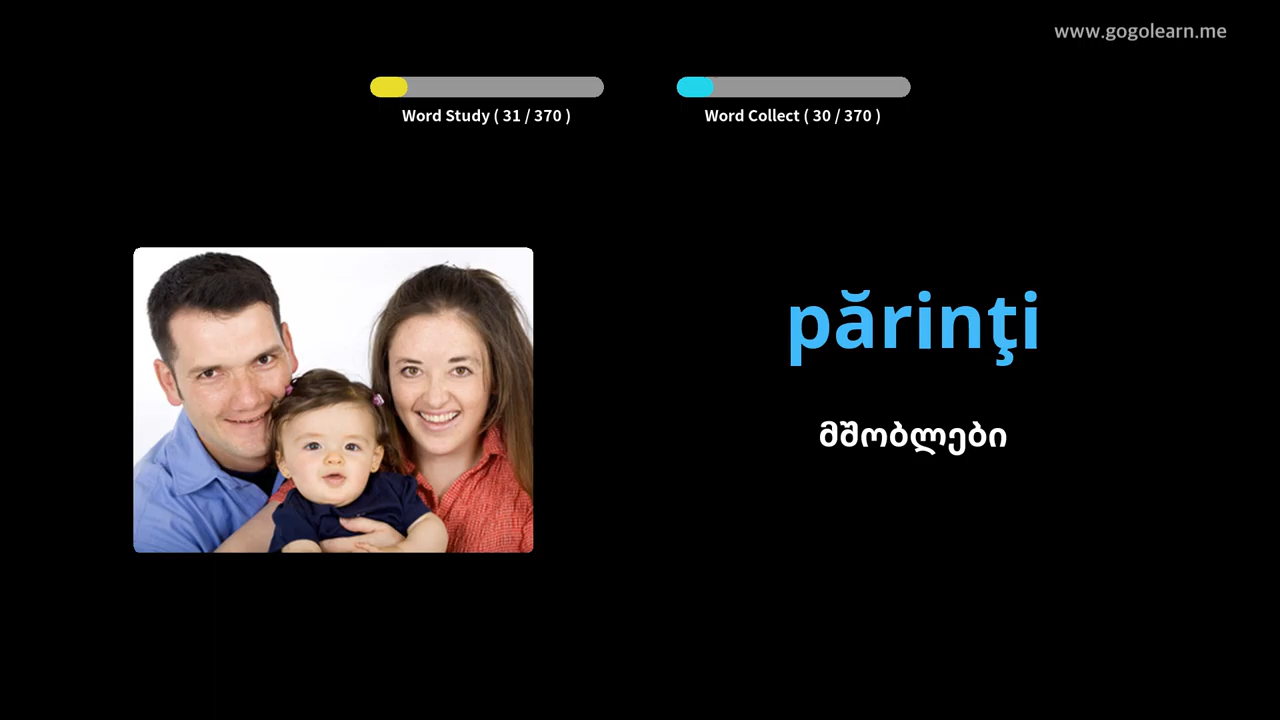 www.gogolearn.me
Word Study ( 31 / 370 )
Word Collect ( 30 / 370 )
părinţi
მშობლები